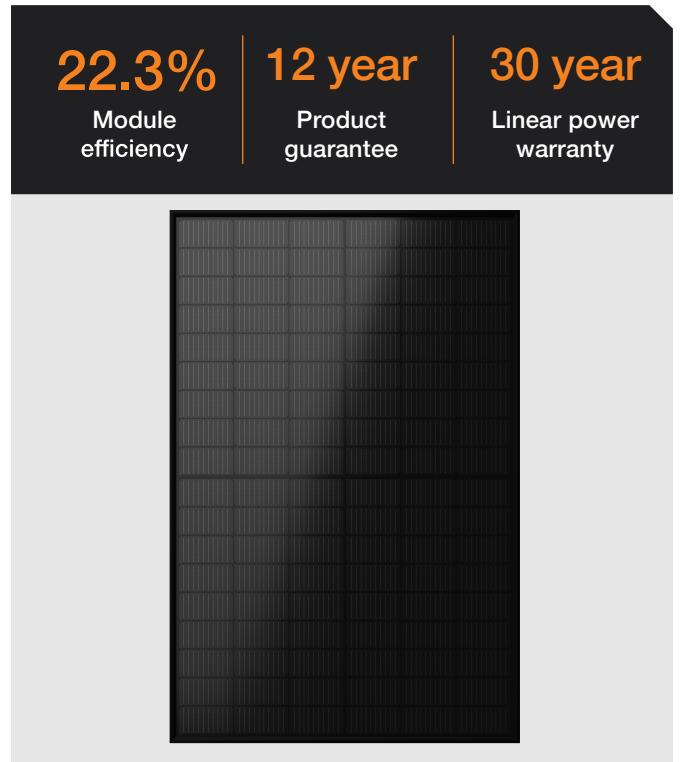 22.3%
Module
efficiency
12 year
Product
guarantee
30 year
Linear power
warranty